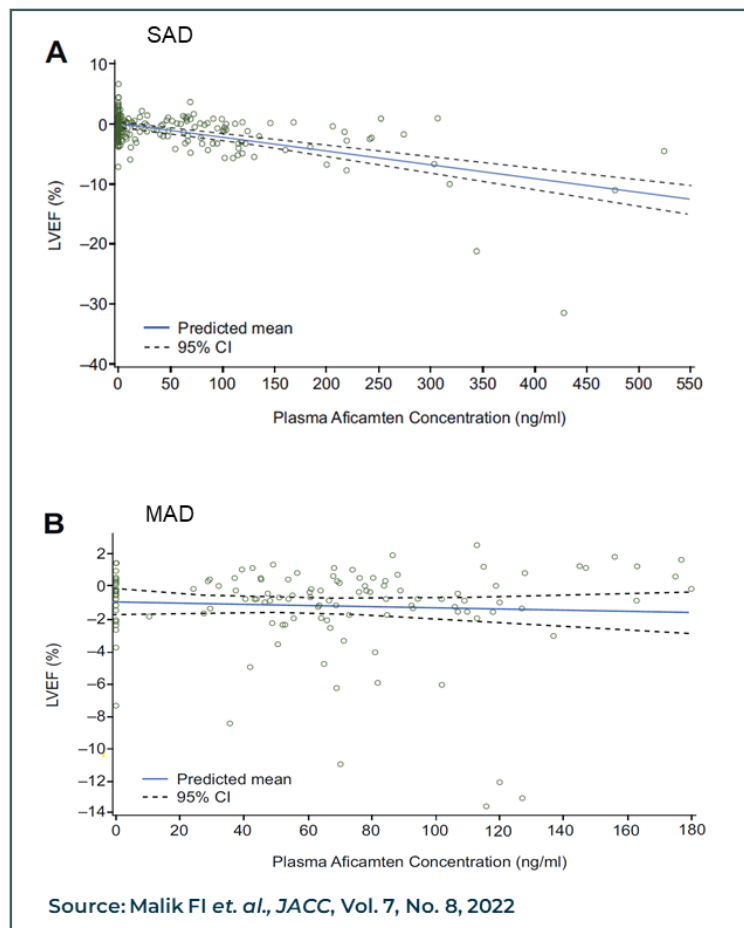 A SAD
10
0
–10
–20
–30
–40
LVEF (%)
Predicted mean
95% CI
0 50 100 150 200 250 300 350 400 450 500 550
Plasma Aficamten Concentration (ng/ml)
B MAD
2
0
–2
–4
–6
–8
–10
–12
–14
LVEF (%)
Predicted mean
95% CI
0 20 40 60 80 100 120 140 160 180
Plasma Aficamten Concentration (ng/ml)
Source: Malik FI et. al., JACC, Vol. 7, No. 8, 2022